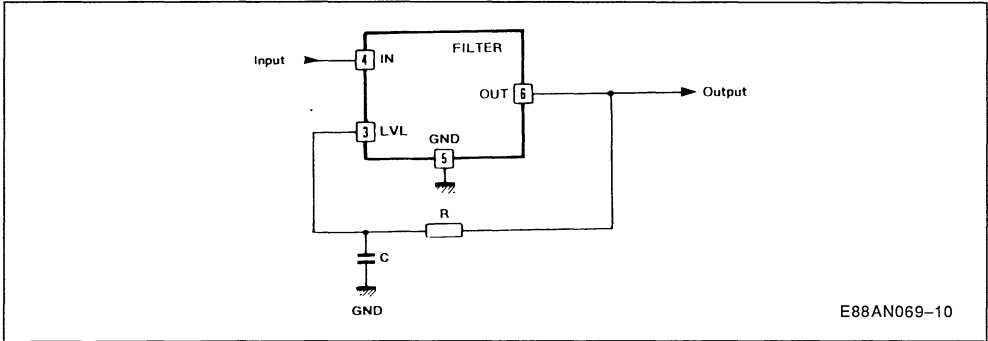 FILTER
Input 4 IN
OUT 6 Output
3 LVL
GND
5
R
C
GND
E88AN069–10